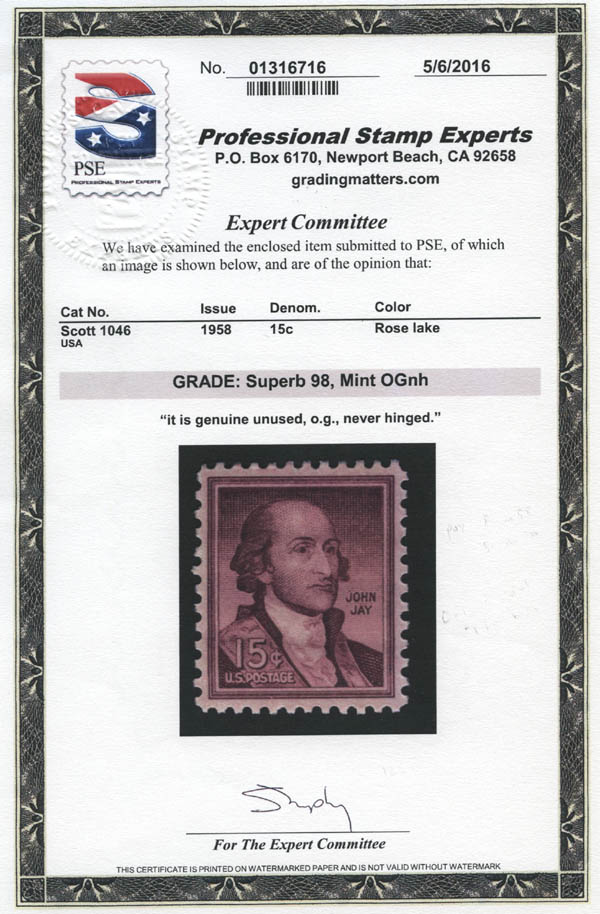 No. 01316716 5/6/2016
PSE
PROFESSIONAL STAMP EXPERTS
Professional Stamp Experts
P.O. Box 6170, Newport Beach, CA 92658
gradingmatters.com
Expert Committee
We have examined the enclosed item submitted to PSE, of which
an image is shown below, and are of the opinion that:
Cat No. Issue Denom. Color
Scott 1046 1958 15c Rose lake
USA
GRADE: Superb 98, Mint OGnh
“it is genuine unused, o.g., never hinged.”
JOHN
JAY
15¢
U.S.POSTAGE
For The Expert Committee
THIS CERTIFICATE IS PRINTED ON WATERMARKED PAPER AND IS NOT VALID WITHOUT WATERMARK